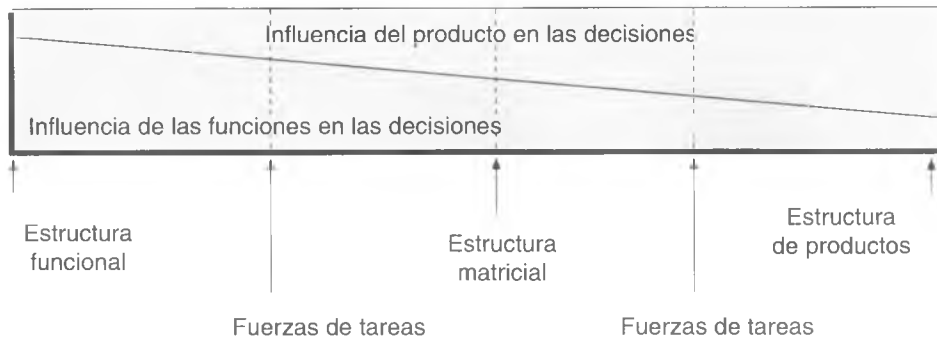 Influencia del producto en las decisiones
Influencia de las funciones en las decisiones
Estructura
funcional
Estructura
matricial
Estructura
de productos
Fuerzas de tareas
Fuerzas de tareas